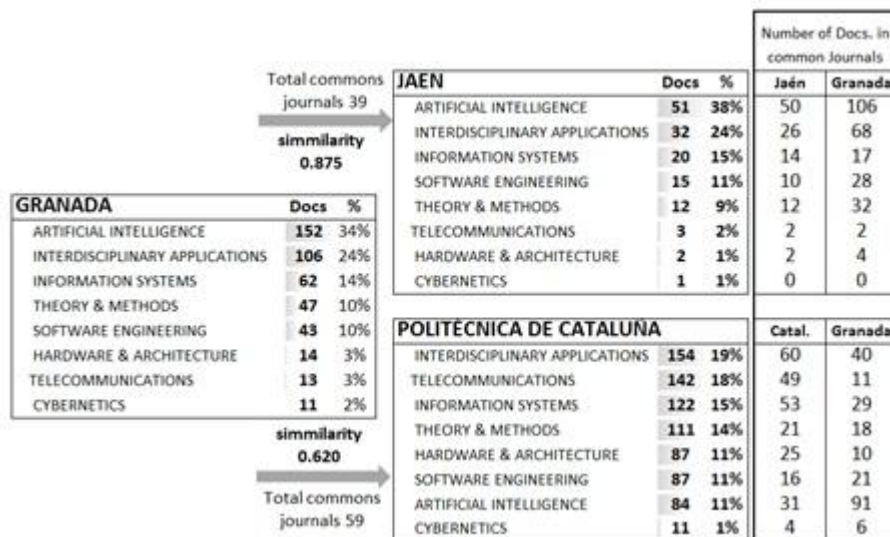 Number of Docs. in
common Journals
Total commons
journals 39
simmilarity
0.875
JAEN Docs % Jaén Granada
ARTIFICIAL INTELLIGENCE 51 38% 50 106
INTERDISCIPLINARY APPLICATIONS 32 24% 26 68
INFORMATION SYSTEMS 20 15% 14 17
SOFTWARE ENGINEERING 15 11% 10 28
THEORY & METHODS 12 9% 12 32
TELECOMMUNICATIONS 3 2% 2 2
HARDWARE & ARCHITECTURE 2 1% 2 4
CYBERNETICS 1 1% 0 0
GRANADA Docs %
ARTIFICIAL INTELLIGENCE 152 34%
INTERDISCIPLINARY APPLICATIONS 106 24%
INFORMATION SYSTEMS 62 14%
THEORY & METHODS 47 10%
SOFTWARE ENGINEERING 43 10%
HARDWARE & ARCHITECTURE 14 3%
TELECOMMUNICATIONS 13 3%
CYBERNETICS 11 2%
simmilarity
0.620
Total commons
journals 59
POLITÉCNICA DE CATALUÑA Catal. Granada
INTERDISCIPLINARY APPLICATIONS 154 19% 60 40
TELECOMMUNICATIONS 142 18% 49 11
INFORMATION SYSTEMS 122 15% 53 29
THEORY & METHODS 111 14% 21 18
HARDWARE & ARCHITECTURE 87 11% 25 10
SOFTWARE ENGINEERING 87 11% 16 21
ARTIFICIAL INTELLIGENCE 84 11% 31 91
CYBERNETICS 11 1% 4 6